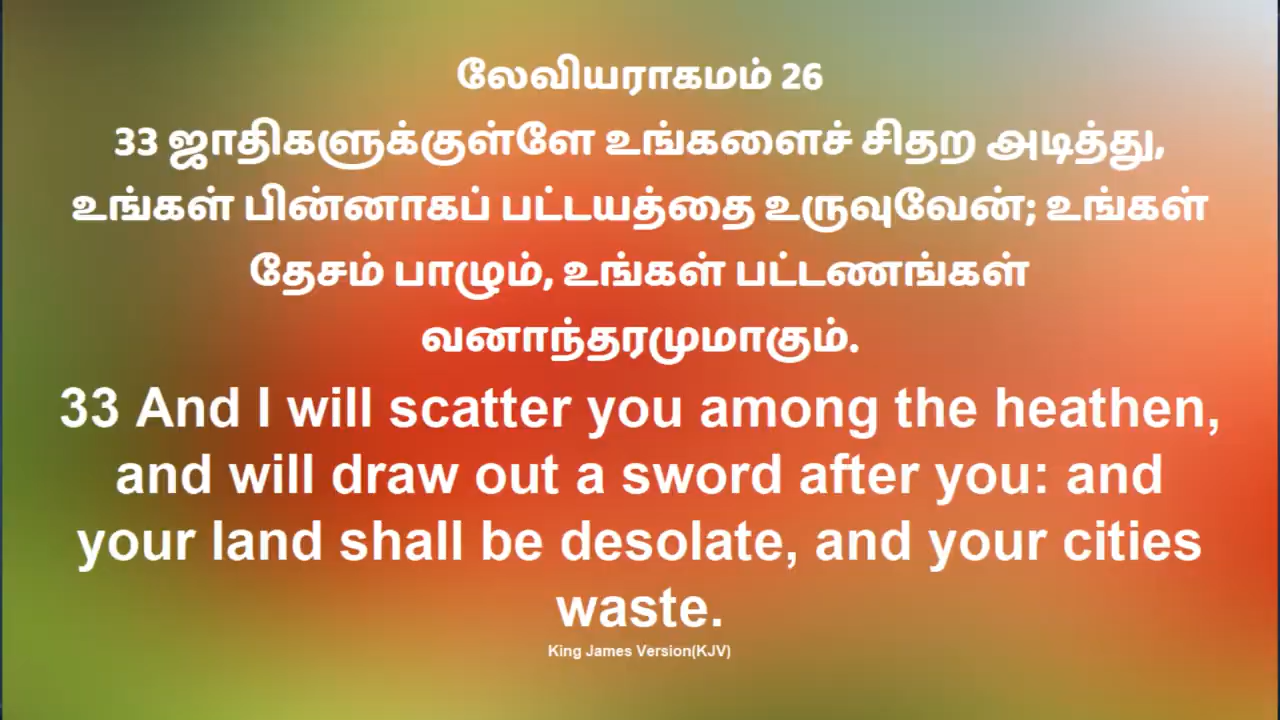 லேவியராகமம் 26
33 ஜாதிகளுக்குள்ளே உங்களைச் சிதற அடித்து,
உங்கள் பின்னாகப் பட்டயத்தை உருவுவேன்; உங்கள்
தேசம் பாழும், உங்கள் பட்டணங்கள்
வனாந்தரமுமாகும்.
33 And I will scatter you among the heathen,
and will draw out a sword after you: and
your land shall be desolate, and your cities
waste.
King James Version(KJV)